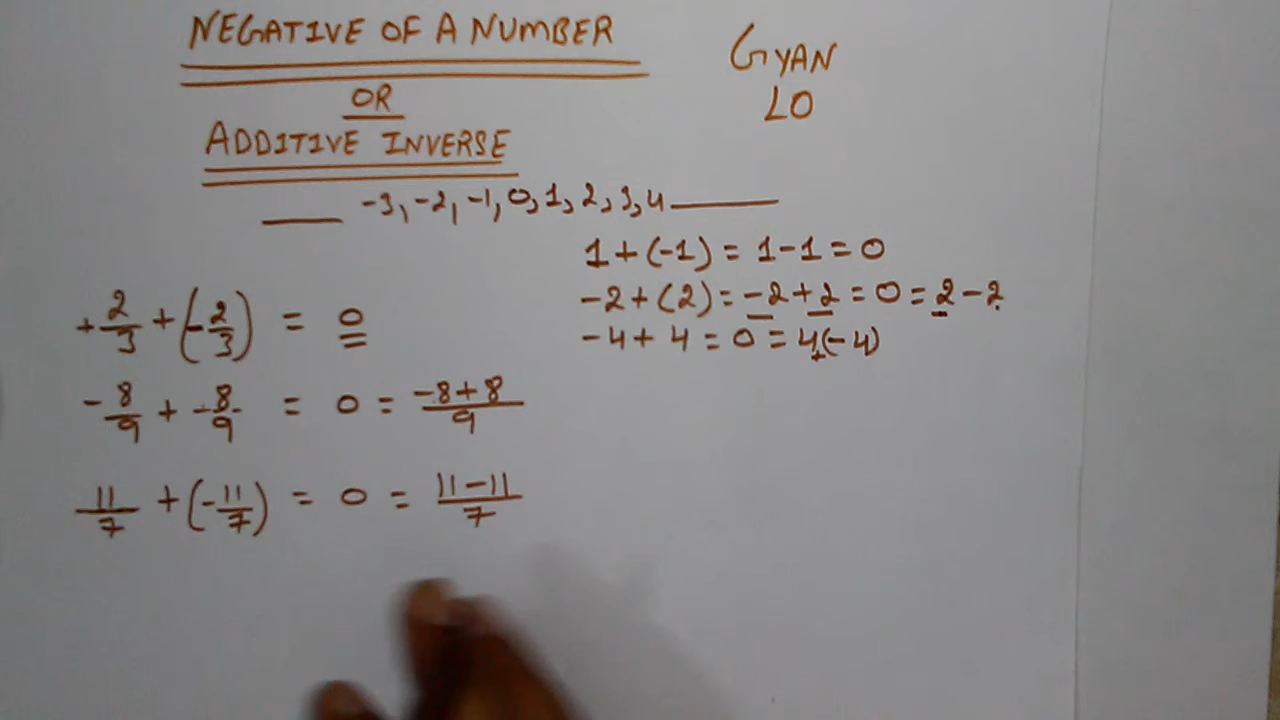 NEGATIVE OF A NUMBER
OR
ADDITIVE INVERSE
GYAN
LO
___ -3, -2, -1, 0, 1, 2, 3, 4 ___
1 + (-1) = 1 - 1 = 0
-2 + (2) = -2 + 2 = 0 = 2 - 2
-4 + 4 = 0 = 4 + (-4)
+2/3 + (-2/3) = 0
-8/9 + -8/9 = 0 = -8+8/9
11/7 + (-11/7) = 0 = 11-11/7